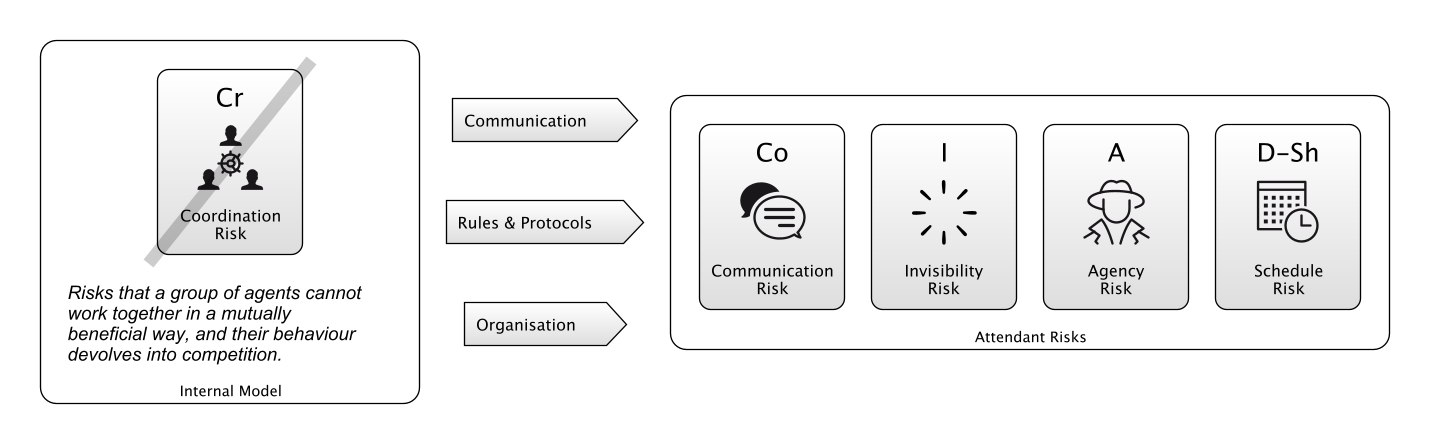 Cr
Coordination
Risk
Risks that a group of agents cannot
work together in a mutually
beneficial way, and their behaviour
devolves into competition.
Internal Model
Communication
Rules & Protocols
Organisation
Co
Communication
Risk
I
Invisibility
Risk
A
Agency
Risk
D-Sh
Schedule
Risk
Attendant Risks